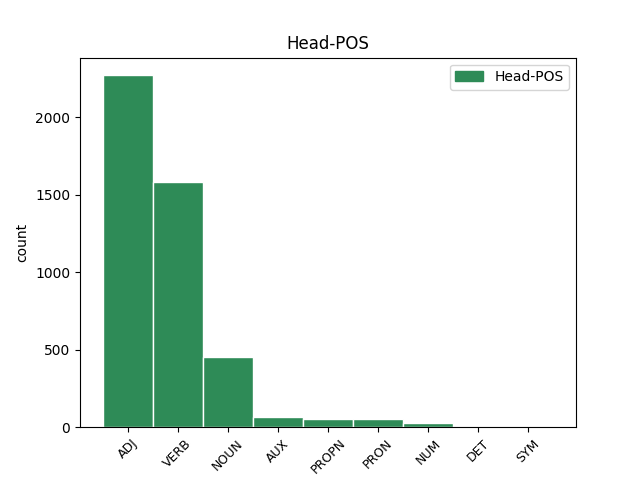 Head-POS
Head-POS
2000
1500
1000
500
0
count
ADJ
VERB
NOUN
AUX
PROPN
PRON
NUM
DET
SYM